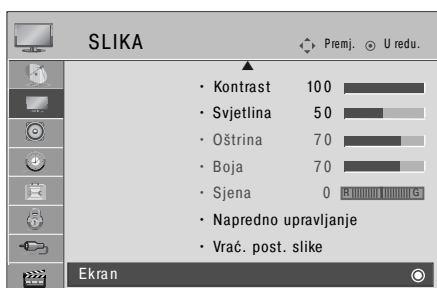 SLIKA Premj. U redu.
• Kontrast 100
• Svjetlina 50
• Oštrina 70
• Boja 70
• Sjena 0 R G
• Napredno upravljanje
• Vrać. post. slike
Ekran